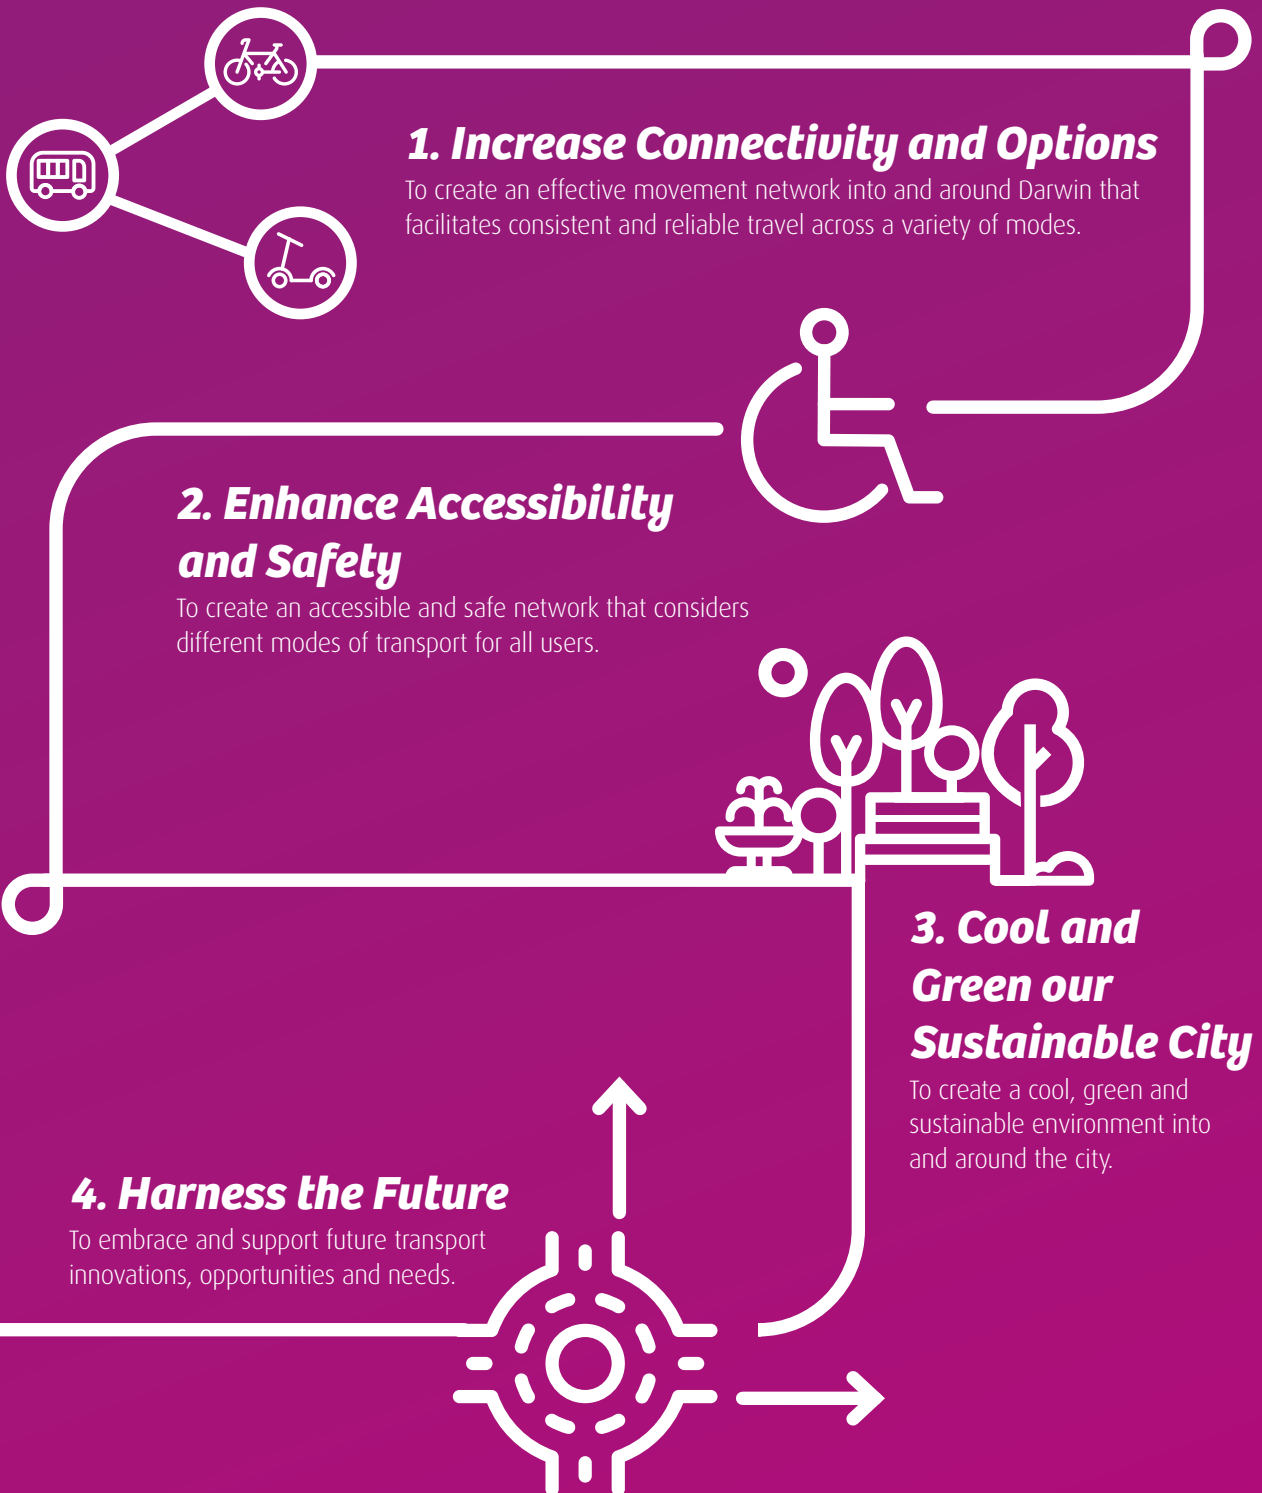 1. Increase Connectivity and Options
To create an effective movement network into and around Darwin that
facilitates consistent and reliable travel across a variety of modes.
2. Enhance Accessibility
and Safety
To create an accessible and safe network that considers
different modes of transport for all users.
3. Cool and
Green our
Sustainable City
To create a cool, green and
sustainable environment into
and around the city.
4. Harness the Future
To embrace and support future transport
innovations, opportunities and needs.